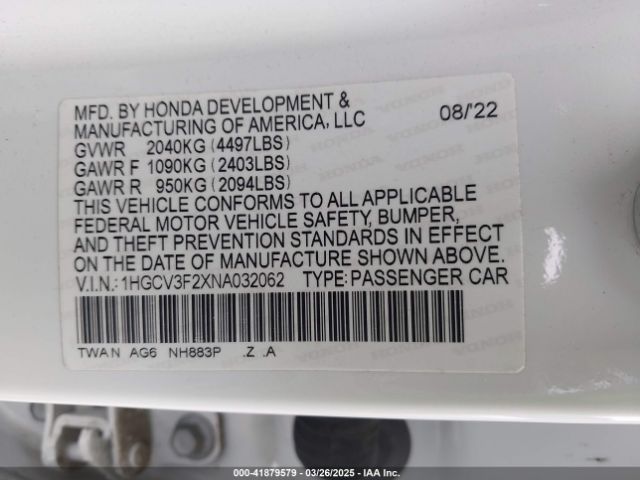 MFD. BY HONDA DEVELOPMENT & 08/'22
MANUFACTURING OF AMERICA, LLC
GVWR 2040KG (4497LBS)
GAWR F 1090KG (2403LBS)
GAWR R 950KG (2094LBS)
THIS VEHICLE CONFORMS TO ALL APPLICABLE
FEDERAL MOTOR VEHICLE SAFETY, BUMPER,
AND THEFT PREVENTION STANDARDS IN EFFECT
ON THE DATE OF MANUFACTURE SHOWN ABOVE.
V.I.N.:1HGCV3F2XNA032062 TYPE:PASSENGER CAR
TWAN AG6 NH883P .Z .A
000-41879579 | 03/26/2025 - IAA Inc.